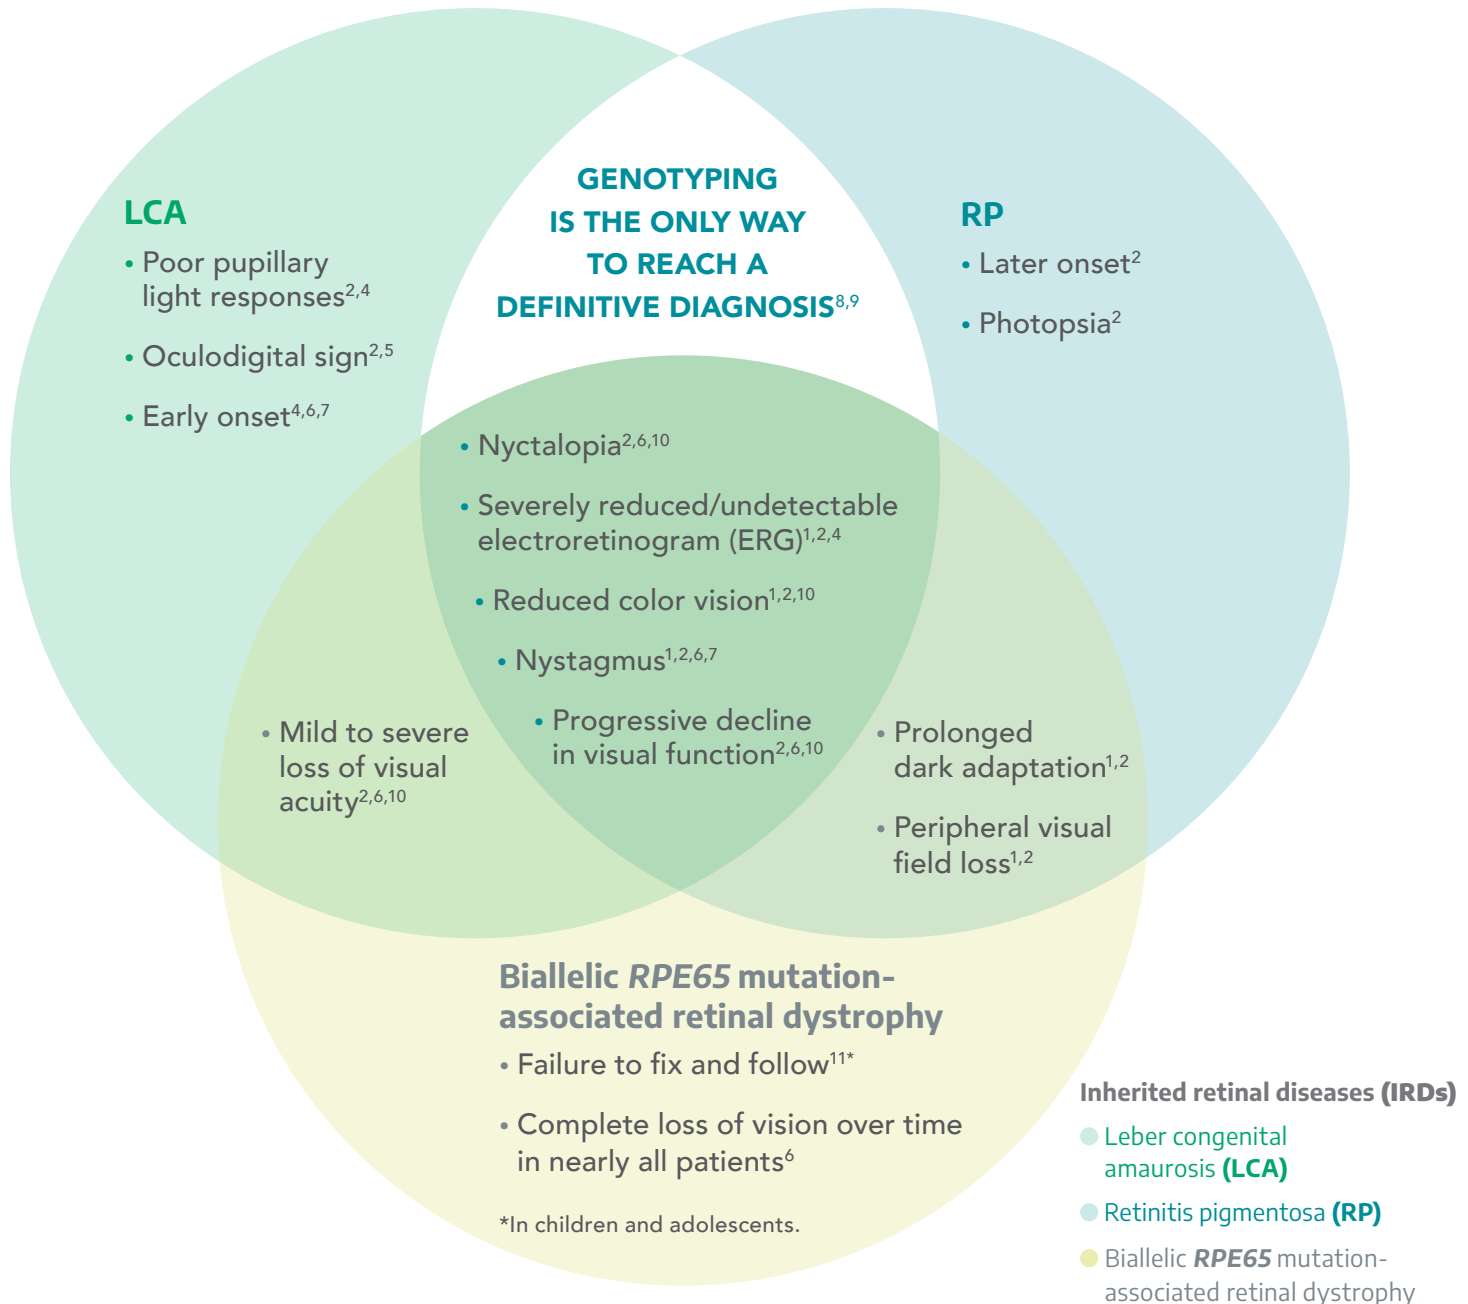 GENOTYPING
IS THE ONLY WAY
TO REACH A
DEFINITIVE DIAGNOSIS8,9
LCA
• Poor pupillary
light responses2,4
• Oculodigital sign2,5
• Early onset4,6,7
RP
• Later onset2
• Photopsia2
• Nyctalopia2,6,10
• Severely reduced/undetectable
electroretinogram (ERG)1,2,4
• Reduced color vision1,2,10
• Nystagmus1,2,6,7
• Progressive decline
in visual function2,6,10
• Mild to severe
loss of visual
acuity2,6,10
• Prolonged
dark adaptation1,2
• Peripheral visual
field loss1,2
Biallelic RPE65 mutation-
associated retinal dystrophy
• Failure to fix and follow11*
• Complete loss of vision over time
in nearly all patients6
*In children and adolescents.
Inherited retinal diseases (IRDs)
Leber congenital
amaurosis (LCA)
Retinitis pigmentosa (RP)
Biallelic RPE65 mutation-
associated retinal dystrophy